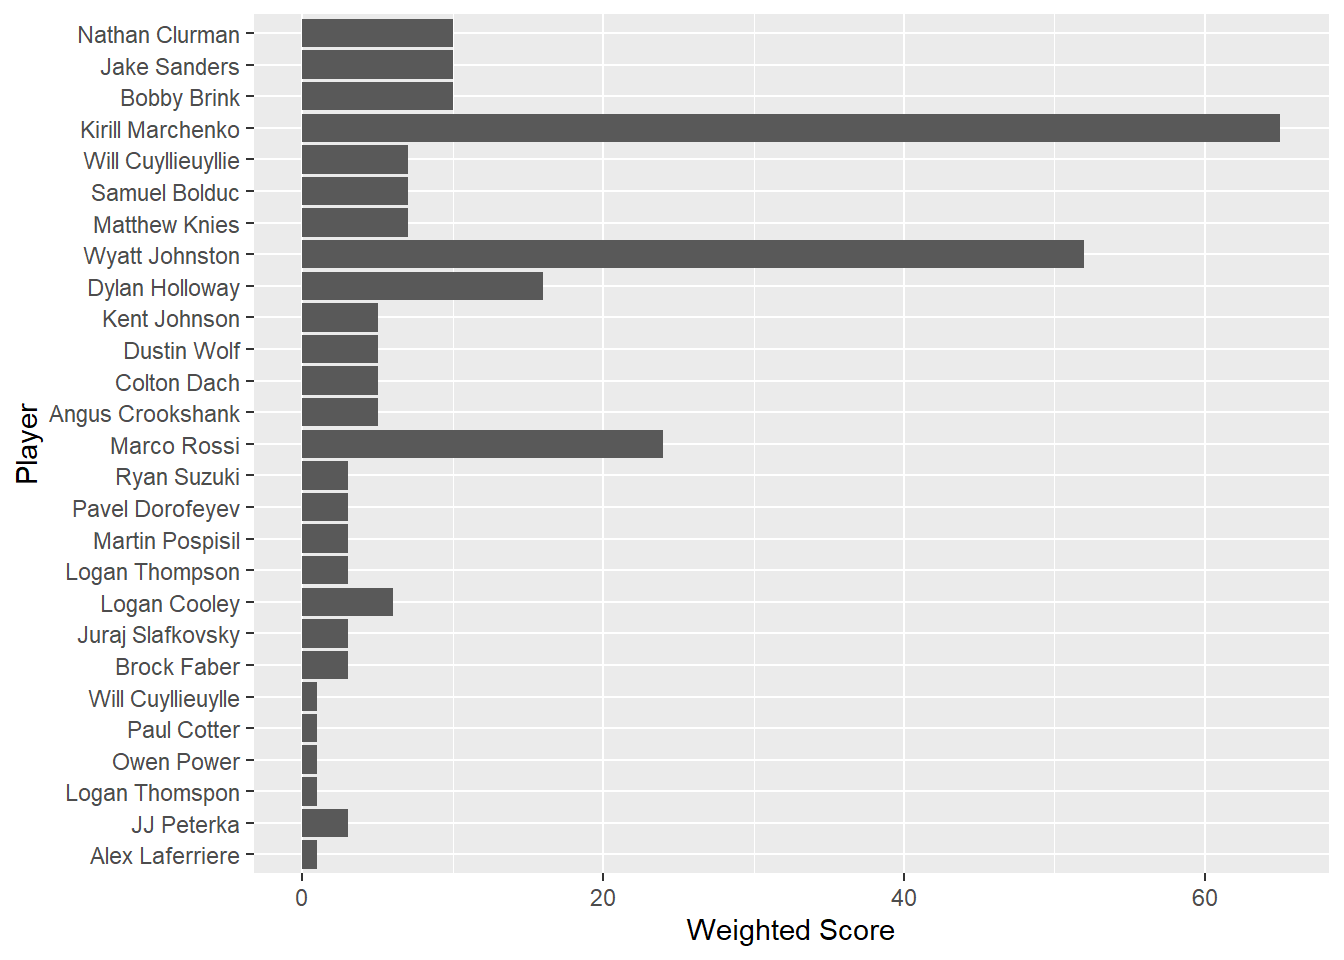 Nathan Clurman
Jake Sanders
Bobby Brink
Kirill Marchenko
Will Cuyllieuyllie
Samuel Bolduc
Matthew Knies
Wyatt Johnston
Dylan Holloway
Kent Johnson
Dustin Wolf
Colton Dach
Angus Crookshank
Marco Rossi
Ryan Suzuki
Pavel Dorofeyev
Martin Pospisil
Logan Thompson
Logan Cooley
Juraj Slafkovsky
Brock Faber
Will Cuyllieuylle
Paul Cotter
Owen Power
Logan Thomspon
JJ Peterka
Alex Laferriere
Player
0 20 40 60
Weighted Score